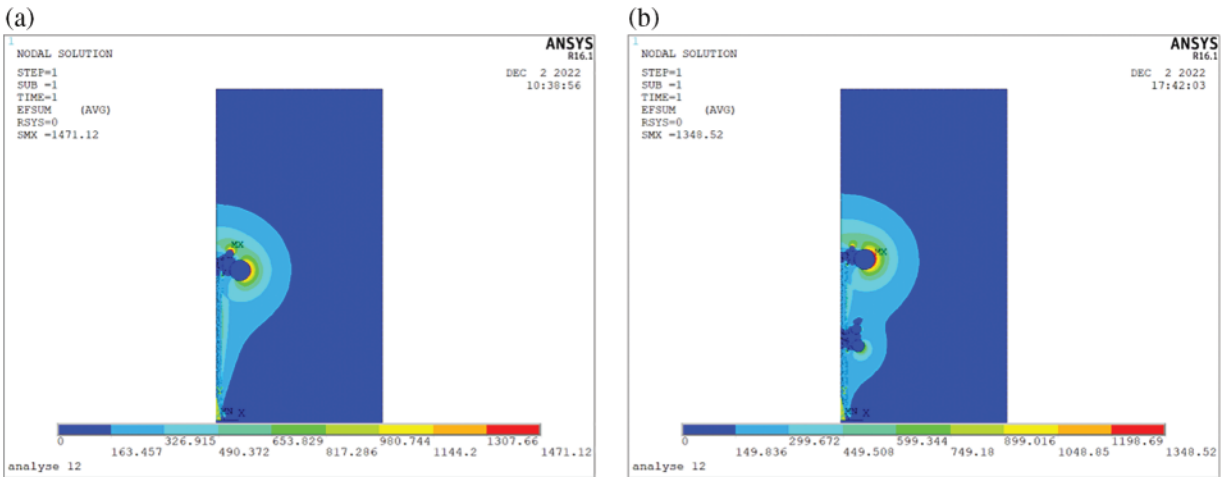 (a)
1
NODAL SOLUTION
STEP=1
SUB =1
TIME=1
EFSUM (AVG)
RSYS=0
SMX =1471.12
ANSYS
R16.1
DEC 2 2022
10:38:56
MX
MN X
0 326.915 653.829 980.744 1307.66
163.457 490.372 817.286 1144.2 1471.12
analyse 12
(b)
1
NODAL SOLUTION
STEP=1
SUB =1
TIME=1
EFSUM (AVG)
RSYS=0
SMX =1348.52
ANSYS
R16.1
DEC 2 2022
17:42:03
MX
MN X
0 299.672 599.344 899.016 1198.69
149.836 449.508 749.18 1048.85 1348.52
analyse 12